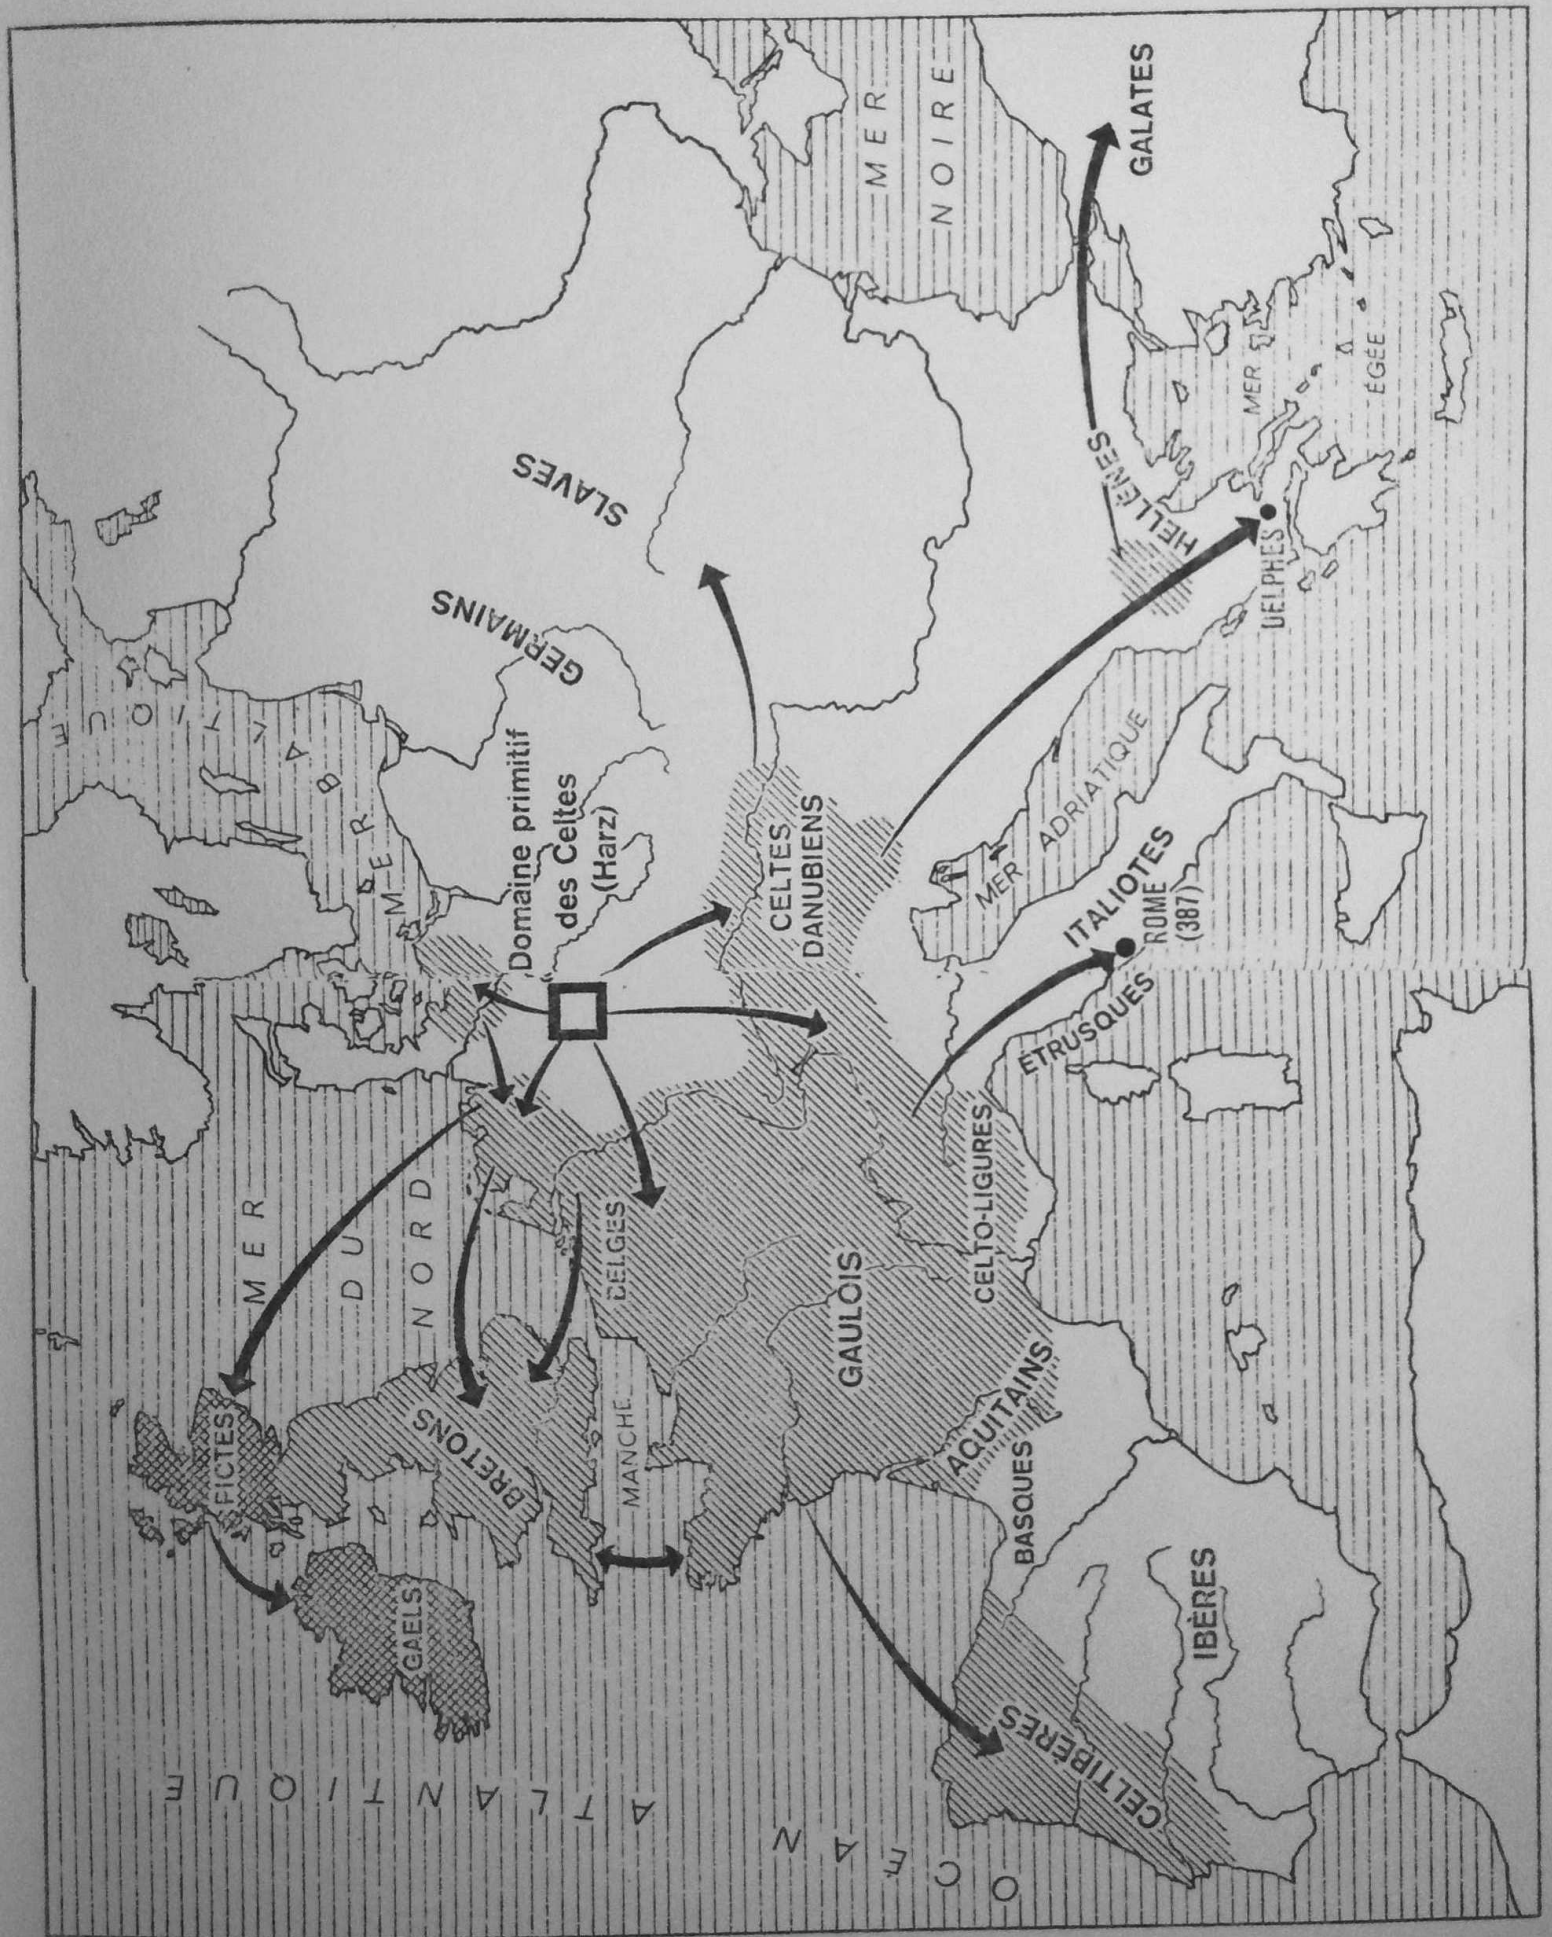 OCEAN ATLANTIQUE
PICTES
GAELS
BRETONS
MER
DU
NORD
MER BALTIQUE
MANCHE
BELGES
Domaine primitif
des Celtes
(Harz)
GERMAINS
SLAVES
GAULOIS
CELTES
DANUBIENS
MER
NOIRE
AQUITAINS
BASQUES
CELTO-LIGURES
CELTIBÈRES
IBÈRES
ETRUSQUES
ITALIOTES
ROME
(387)
MER ADRIATIQUE
HELLÈNES
DELPHES
GALATES
MER
ÉGÉE